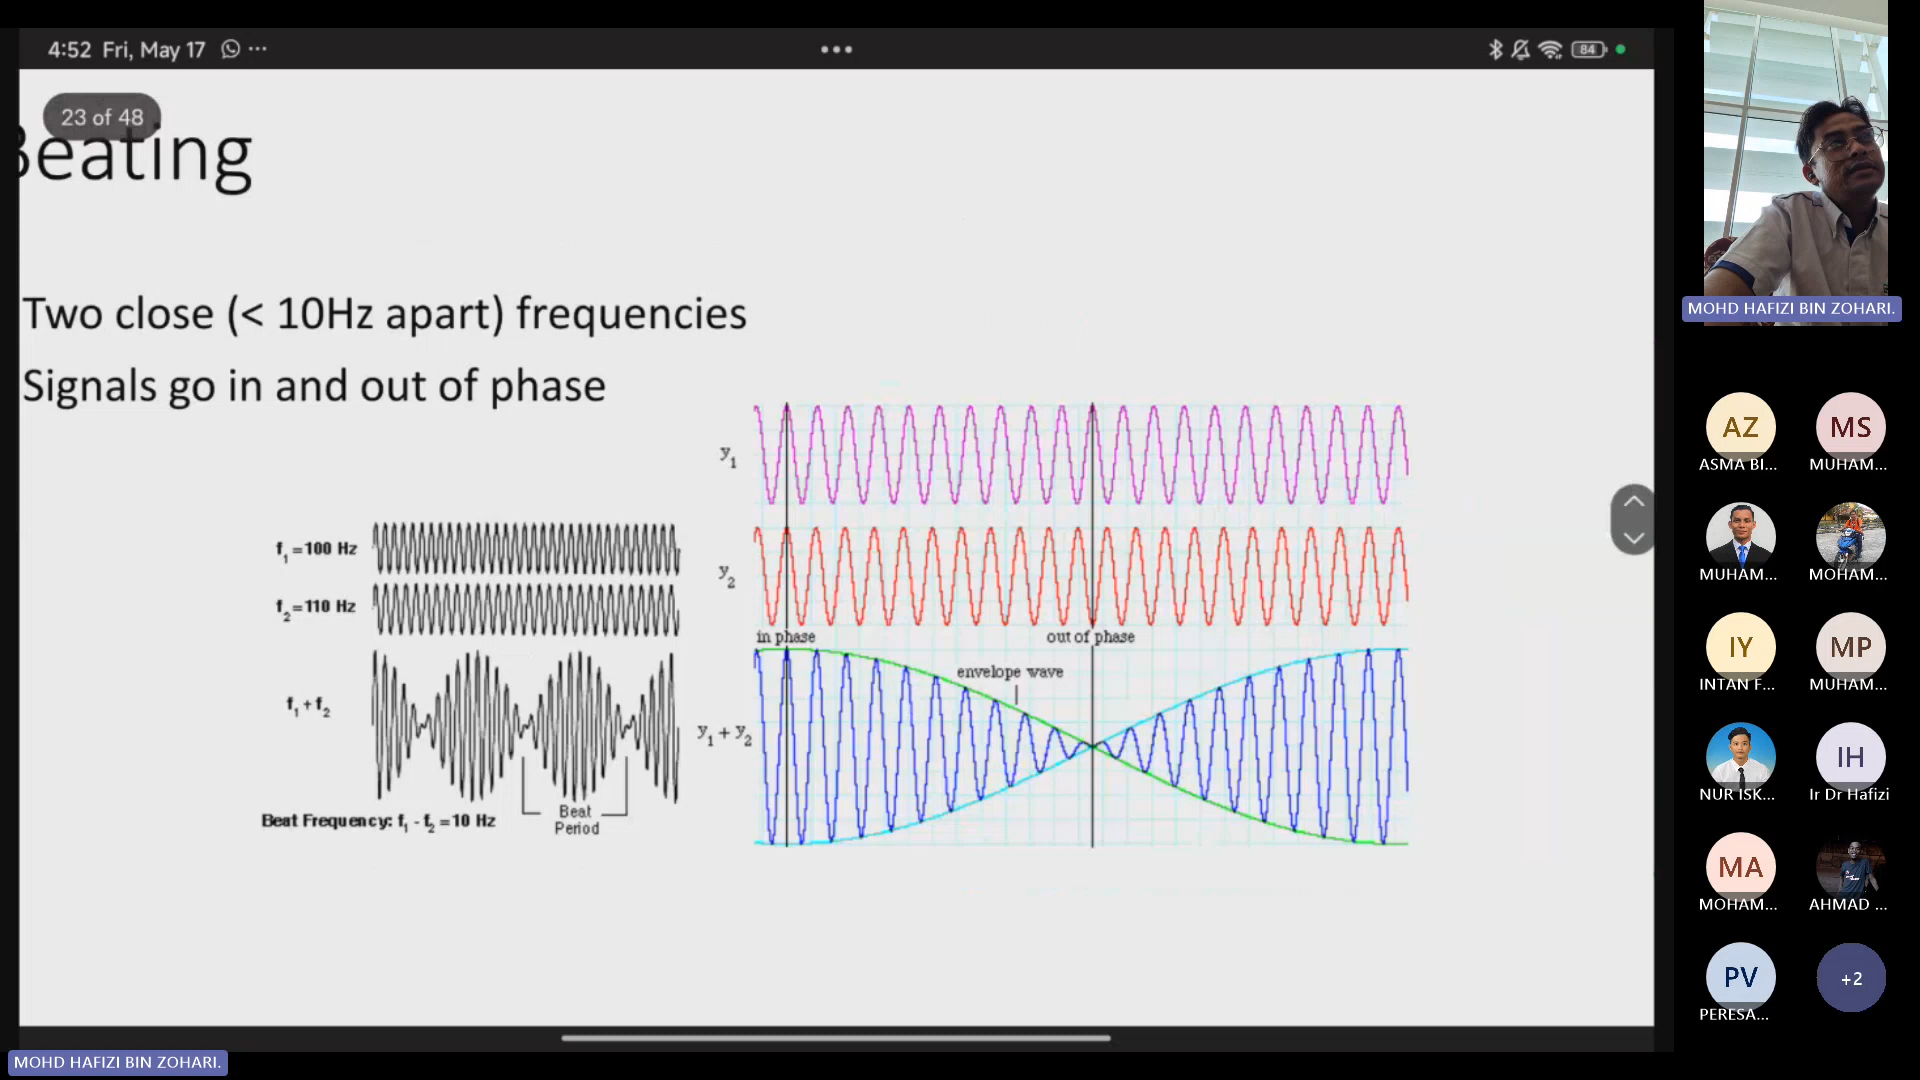 4:52 Fri, May 17
84
23 of 48
Beating
Two close (< 10Hz apart) frequencies
Signals go in and out of phase
f1 = 100 Hz
f2 = 110 Hz
f1 + f2
Beat Period
Beat Frequency: f1 - f2 = 10 Hz
y1
y2
in phase
out of phase
envelope wave
y1 + y2
MOHD HAFIZI BIN ZOHARI.
AZ
ASMA BI...
MS
MUHAM...
MUHAM...
MOHAM...
IY
INTAN F...
MP
MUHAM...
NUR ISK...
IH
Ir Dr Hafizi
MA
MOHAM...
AHMAD ...
PV
PERESA...
+2
MOHD HAFIZI BIN ZOHARI.